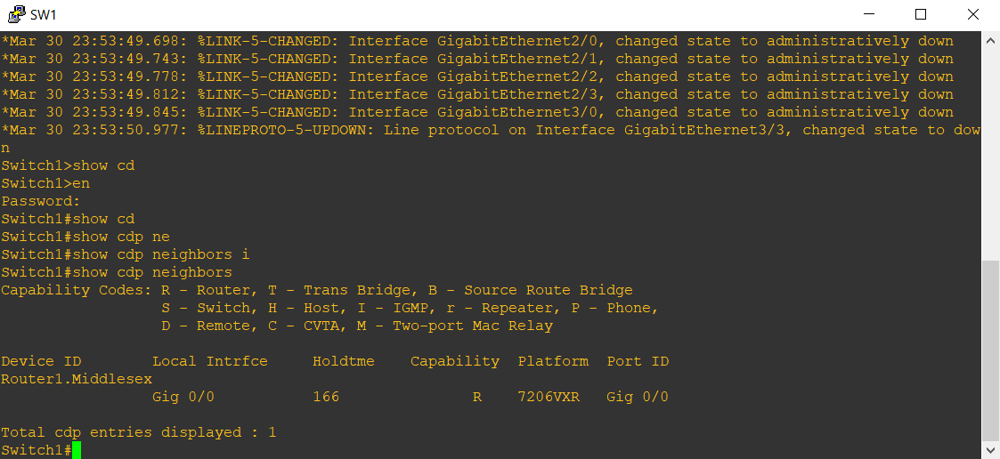 SW1
*Mar 30 23:53:49.698: %LINK-5-CHANGED: Interface GigabitEthernet2/0, changed state to administratively down
*Mar 30 23:53:49.743: %LINK-5-CHANGED: Interface GigabitEthernet2/1, changed state to administratively down
*Mar 30 23:53:49.778: %LINK-5-CHANGED: Interface GigabitEthernet2/2, changed state to administratively down
*Mar 30 23:53:49.812: %LINK-5-CHANGED: Interface GigabitEthernet2/3, changed state to administratively down
*Mar 30 23:53:49.845: %LINK-5-CHANGED: Interface GigabitEthernet3/0, changed state to administratively down
*Mar 30 23:53:50.977: %LINEPROTO-5-UPDOWN: Line protocol on Interface GigabitEthernet3/3, changed state to dow
n
Switch1>show cd
Switch1>en
Password:
Switch1#show cd
Switch1#show cdp ne
Switch1#show cdp neighbors i
Switch1#show cdp neighbors
Capability Codes: R - Router, T - Trans Bridge, B - Source Route Bridge
                  S - Switch, H - Host, I - IGMP, r - Repeater, P - Phone,
                  D - Remote, C - CVTA, M - Two-port Mac Relay

Device ID        Local Intrfce     Holdtme    Capability  Platform  Port ID
Router1.Middlesex
                 Gig 0/0           166               R    7206VXR   Gig 0/0

Total cdp entries displayed : 1
Switch1#